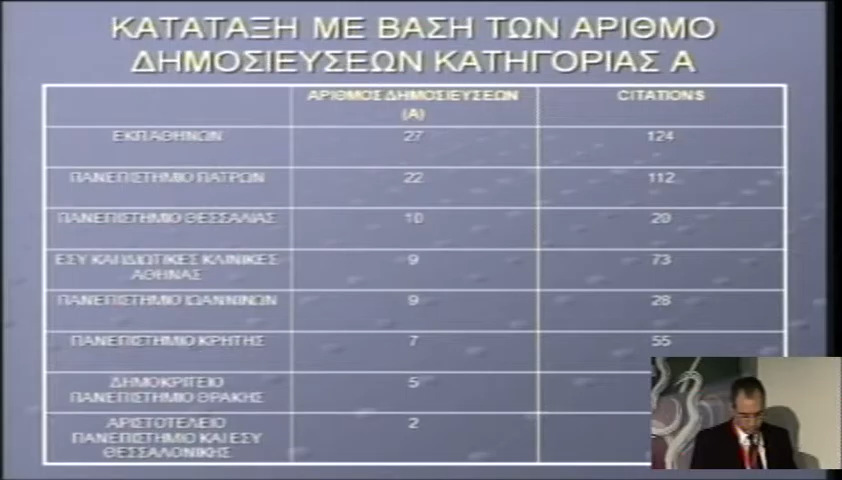 ΚΑΤΑΤΑΞΗ ΜΕ ΒΑΣΗ ΤΩΝ ΑΡΙΘΜΟ
ΔΗΜΟΣΙΕΥΣΕΩΝ ΚΑΤΗΓΟΡΙΑΣ Α
ΑΡΙΘΜΟΣ ΔΗΜΟΣΙΕΥΣΕΩΝ CITATIONS
(Α)
ΕΚΠ ΑΘΗΝΩΝ 27 124
ΠΑΝΕΠΙΣΤΗΜΙΟ ΠΑΤΡΩΝ 22 112
ΠΑΝΕΠΙΣΤΗΜΙΟ ΘΕΣΣΑΛΙΑΣ 10 20
ΕΣΥ ΚΑΙ ΙΔΙΩΤΙΚΕΣ ΚΛΙΝΙΚΕΣ 9 73
ΑΘΗΝΑΣ
ΠΑΝΕΠΙΣΤΗΜΙΟ ΙΩΑΝΝΙΝΩΝ 9 28
ΠΑΝΕΠΙΣΤΗΜΙΟ ΚΡΗΤΗΣ 7 55
ΔΗΜΟΚΡΙΤΕΙΟ 5
ΠΑΝΕΠΙΣΤΗΜΙΟ ΘΡΑΚΗΣ
ΑΡΙΣΤΟΤΕΛΕΙΟ 2
ΠΑΝΕΠΙΣΤΗΜΙΟ ΚΑΙ ΕΣΥ
ΘΕΣΣΑΛΟΝΙΚΗΣ